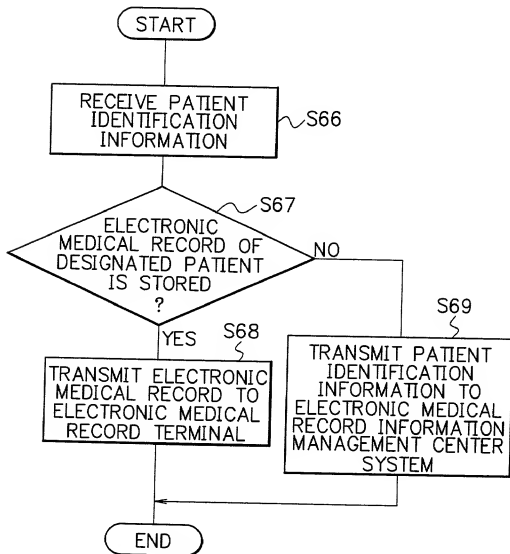 START
RECEIVE PATIENT
IDENTIFICATION
INFORMATION
S66
S67
ELECTRONIC
MEDICAL RECORD OF
DESIGNATED PATIENT
IS STORED
?
NO
YES
S68
TRANSMIT ELECTRONIC
MEDICAL RECORD TO
ELECTRONIC MEDICAL
RECORD TERMINAL
S69
TRANSMIT PATIENT
IDENTIFICATION
INFORMATION TO
ELECTRONIC MEDICAL
RECORD INFORMATION
MANAGEMENT CENTER
SYSTEM
END